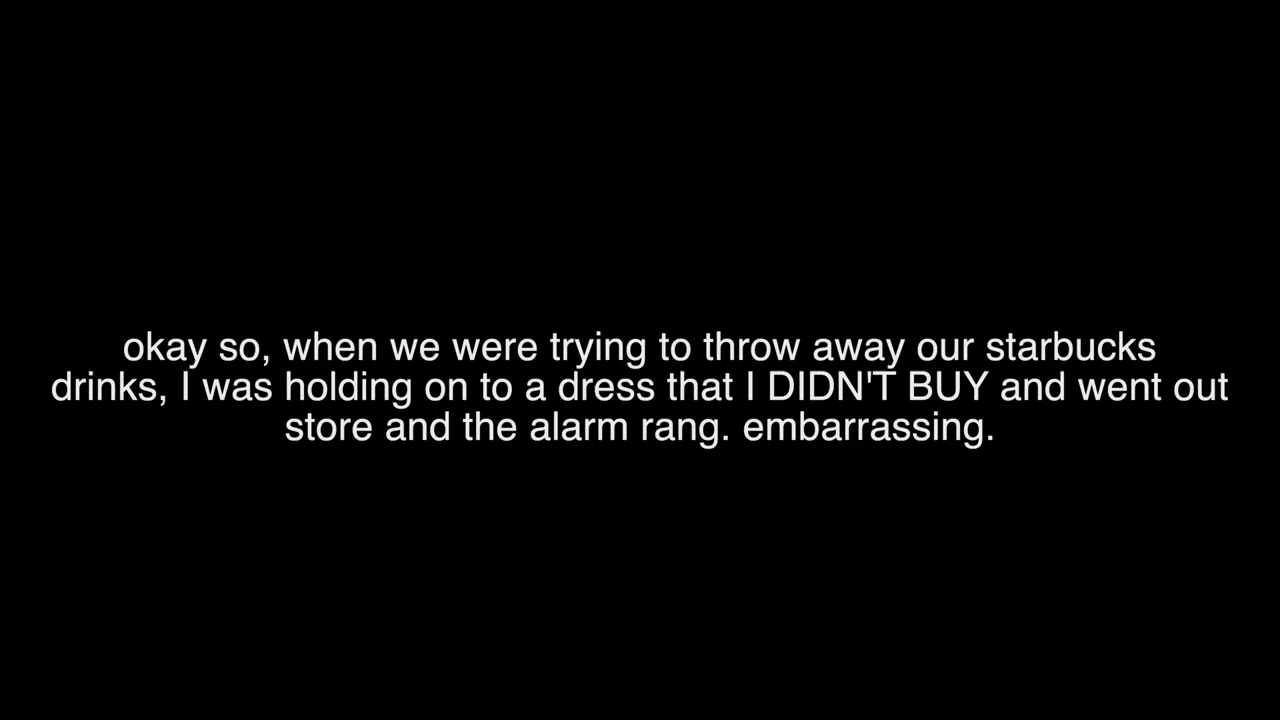 okay so, when we were trying to throw away our starbucks
drinks, I was holding on to a dress that I DIDN'T BUY and went out
store and the alarm rang. embarrassing.